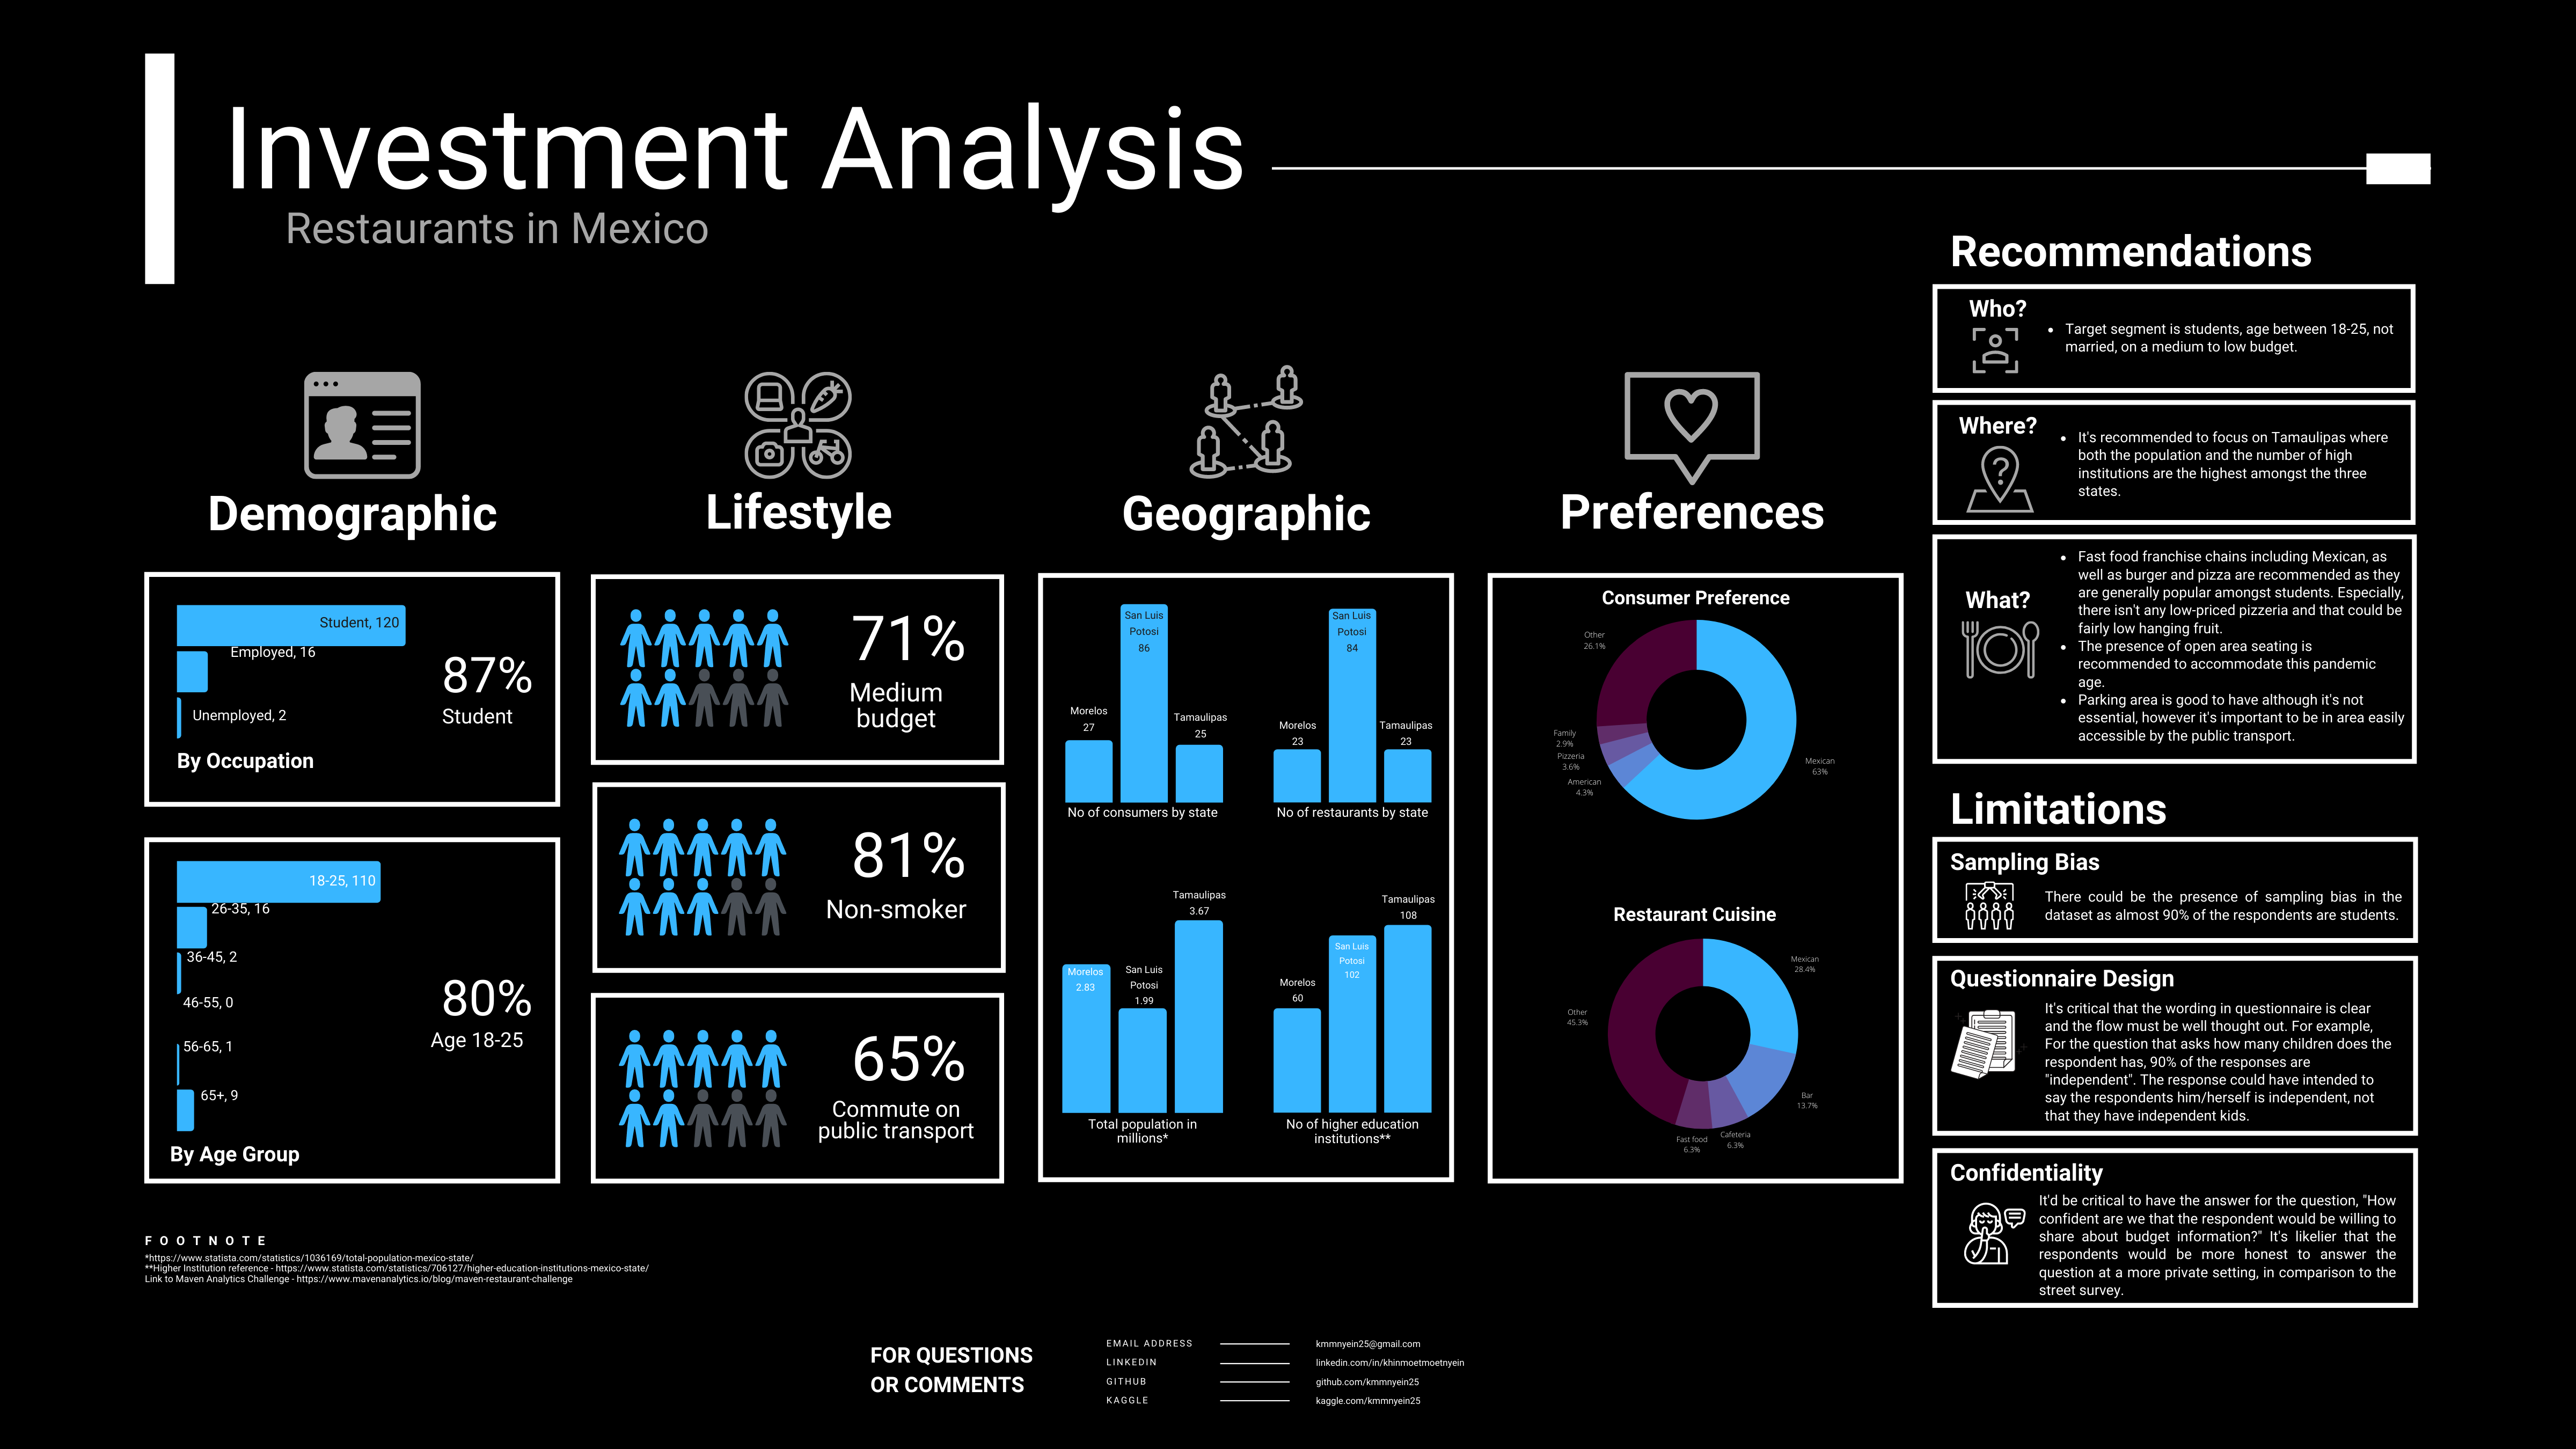 Investment Analysis
Restaurants in Mexico
Demographic
Student, 120
Employed, 16
Unemployed, 2
87%
Student
By Occupation
18-25, 110
26-35, 16
36-45, 2
46-55, 0
56-65, 1
65+, 9
80%
Age 18-25
By Age Group
Lifestyle
71%
Medium
budget
81%
Non-smoker
65%
Commute on
public transport
Geographic
Morelos
27
San Luis
Potosi
86
Tamaulipas
25
No of consumers by state
Morelos
23
San Luis
Potosi
84
Tamaulipas
23
No of restaurants by state
Morelos
2.83
San Luis
Potosi
1.99
Tamaulipas
3.67
Total population in
millions*
Morelos
60
San Luis
Potosi
102
Tamaulipas
108
No of higher education
institutions**
Preferences
Consumer Preference
Other
26.1%
Family
2.9%
Pizzeria
3.6%
American
4.3%
Mexican
63%
Restaurant Cuisine
Mexican
28.4%
Other
45.3%
Bar
13.7%
Cafeteria
6.3%
Fast food
6.3%
Recommendations
Who?
Target segment is students, age between 18-25, not
married, on a medium to low budget.
Where?
It's recommended to focus on Tamaulipas where
both the population and the number of high
institutions are the highest amongst the three
states.
What?
Fast food franchise chains including Mexican, as
well as burger and pizza are recommended as they
are generally popular amongst students. Especially,
there isn't any low-priced pizzeria and that could be
fairly low hanging fruit.
The presence of open area seating is
recommended to accommodate this pandemic
age.
Parking area is good to have although it's not
essential, however it's important to be in area easily
accessible by the public transport.
Limitations
Sampling Bias
There could be the presence of sampling bias in the
dataset as almost 90% of the respondents are students.
Questionnaire Design
It's critical that the wording in questionnaire is clear
and the flow must be well thought out. For example,
For the question that asks how many children does the
respondent has, 90% of the responses are
"independent". The response could have intended to
say the respondents him/herself is independent, not
that they have independent kids.
Confidentiality
It'd be critical to have the answer for the question, "How
confident are we that the respondent would be willing to
share about budget information?" It's likelier that the
respondents would be more honest to answer the
question at a more private setting, in comparison to the
street survey.
FOOTNOTE
*https://www.statista.com/statistics/1036169/total-population-mexico-state/
**Higher Institution reference - https://www.statista.com/statistics/706127/higher-education-institutions-mexico-state/
Link to Maven Analytics Challenge - https://www.mavenanalytics.io/blog/maven-restaurant-challenge
FOR QUESTIONS
OR COMMENTS
EMAIL ADDRESS kmmnyein25@gmail.com
LINKEDIN linkedin.com/in/khinmoetmoetnyein
GITHUB github.com/kmmnyein25
KAGGLE kaggle.com/kmmnyein25